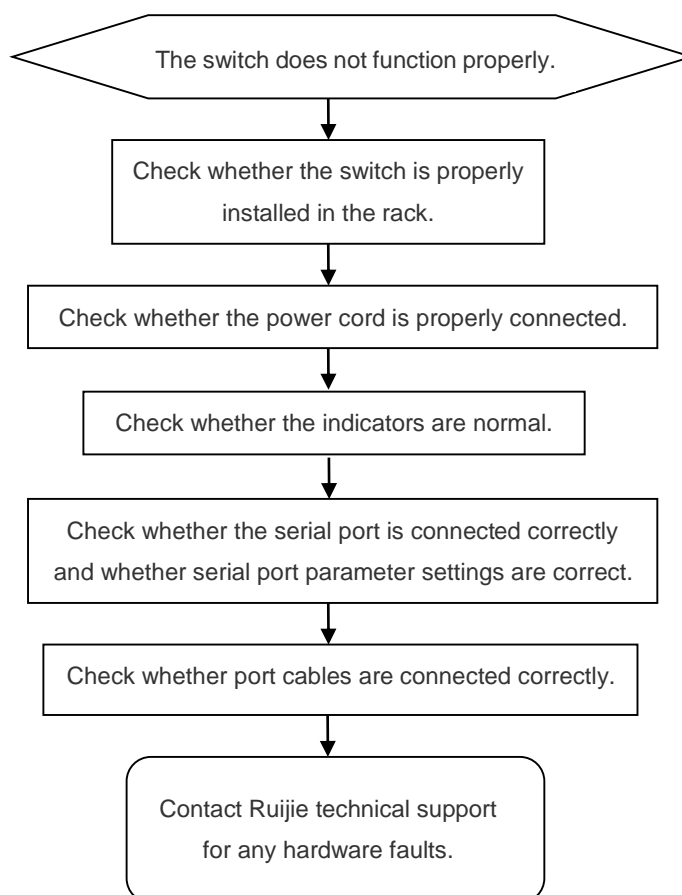 The switch does not function properly.
Check whether the switch is properly
installed in the rack.
Check whether the power cord is properly connected.
Check whether the indicators are normal.
Check whether the serial port is connected correctly
and whether serial port parameter settings are correct.
Check whether port cables are connected correctly.
Contact Ruijie technical support
for any hardware faults.